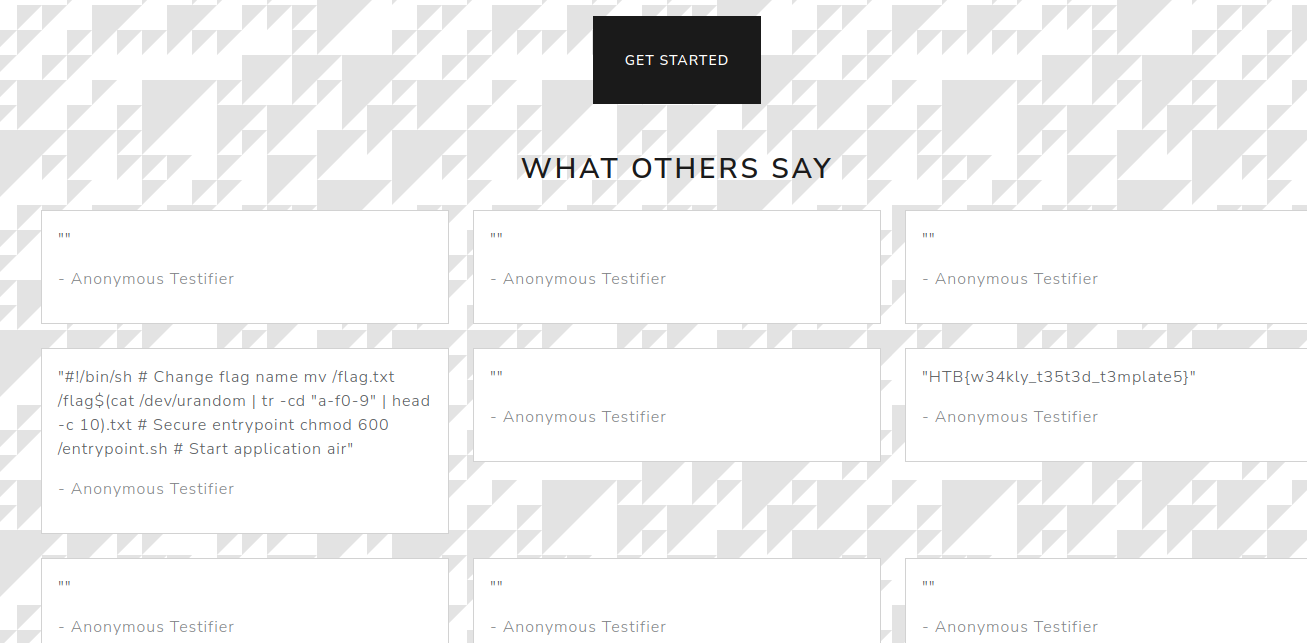 GET STARTED
WHAT OTHERS SAY
""
- Anonymous Testifier
""
- Anonymous Testifier
""
- Anonymous Testifier
"#!/bin/sh # Change flag name mv /flag.txt
/flag$(cat /dev/urandom | tr -cd "a-f0-9" | head
-c 10).txt # Secure entrypoint chmod 600
/entrypoint.sh # Start application air"
- Anonymous Testifier
""
- Anonymous Testifier
"HTB{w34kly_t35t3d_t3mplate5}"
- Anonymous Testifier
""
- Anonymous Testifier
""
- Anonymous Testifier
""
- Anonymous Testifier